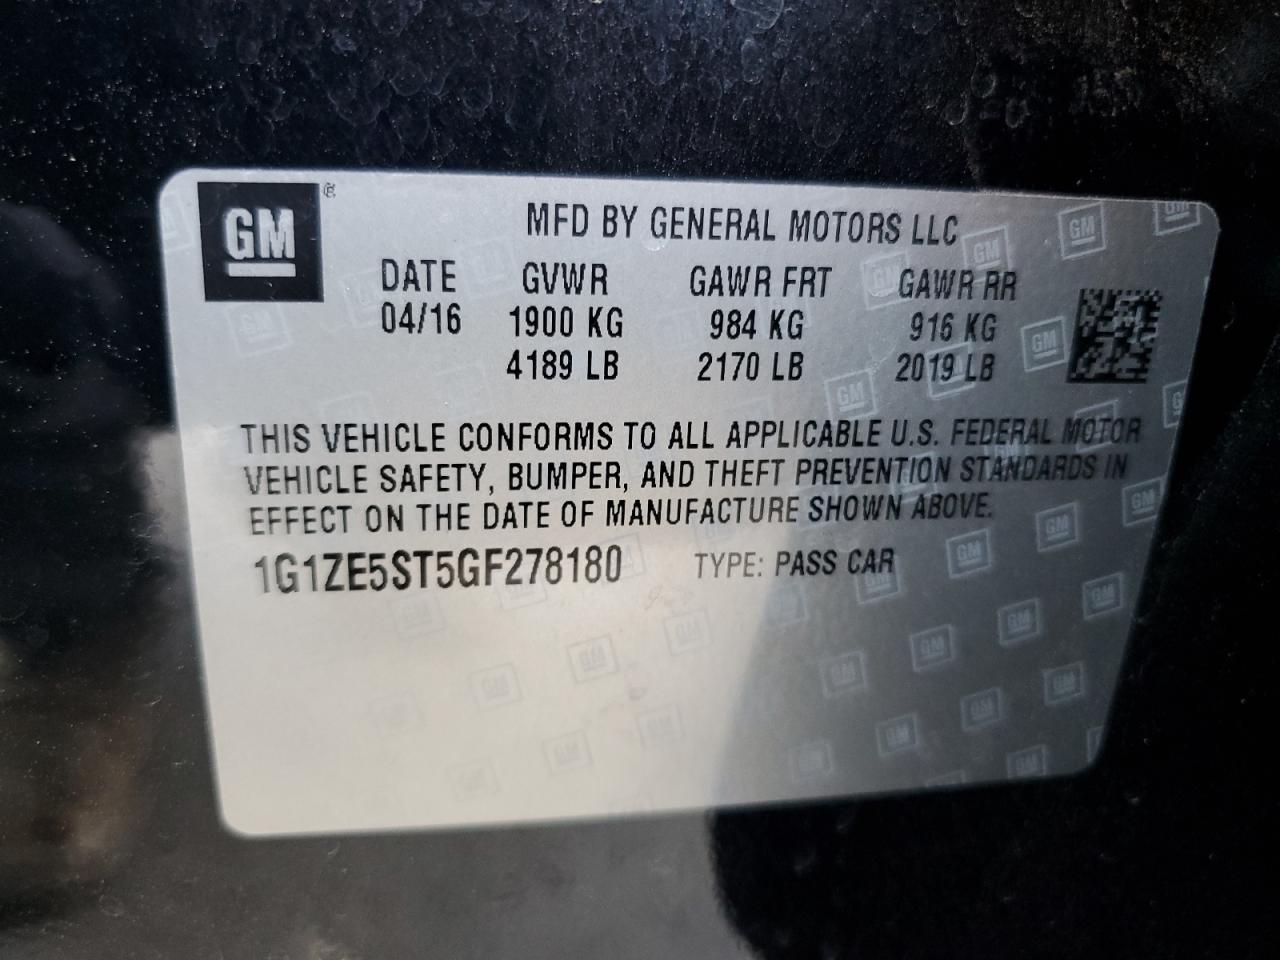 GM
MFD BY GENERAL MOTORS LLC
DATE GVWR GAWR FRT GAWR RR
04/16 1900 KG 984 KG 916 KG
4189 LB 2170 LB 2019 LB
THIS VEHICLE CONFORMS TO ALL APPLICABLE U.S. FEDERAL MOTOR
VEHICLE SAFETY, BUMPER, AND THEFT PREVENTION STANDARDS IN
EFFECT ON THE DATE OF MANUFACTURE SHOWN ABOVE.
1G1ZE5ST5GF278180 TYPE: PASS CAR